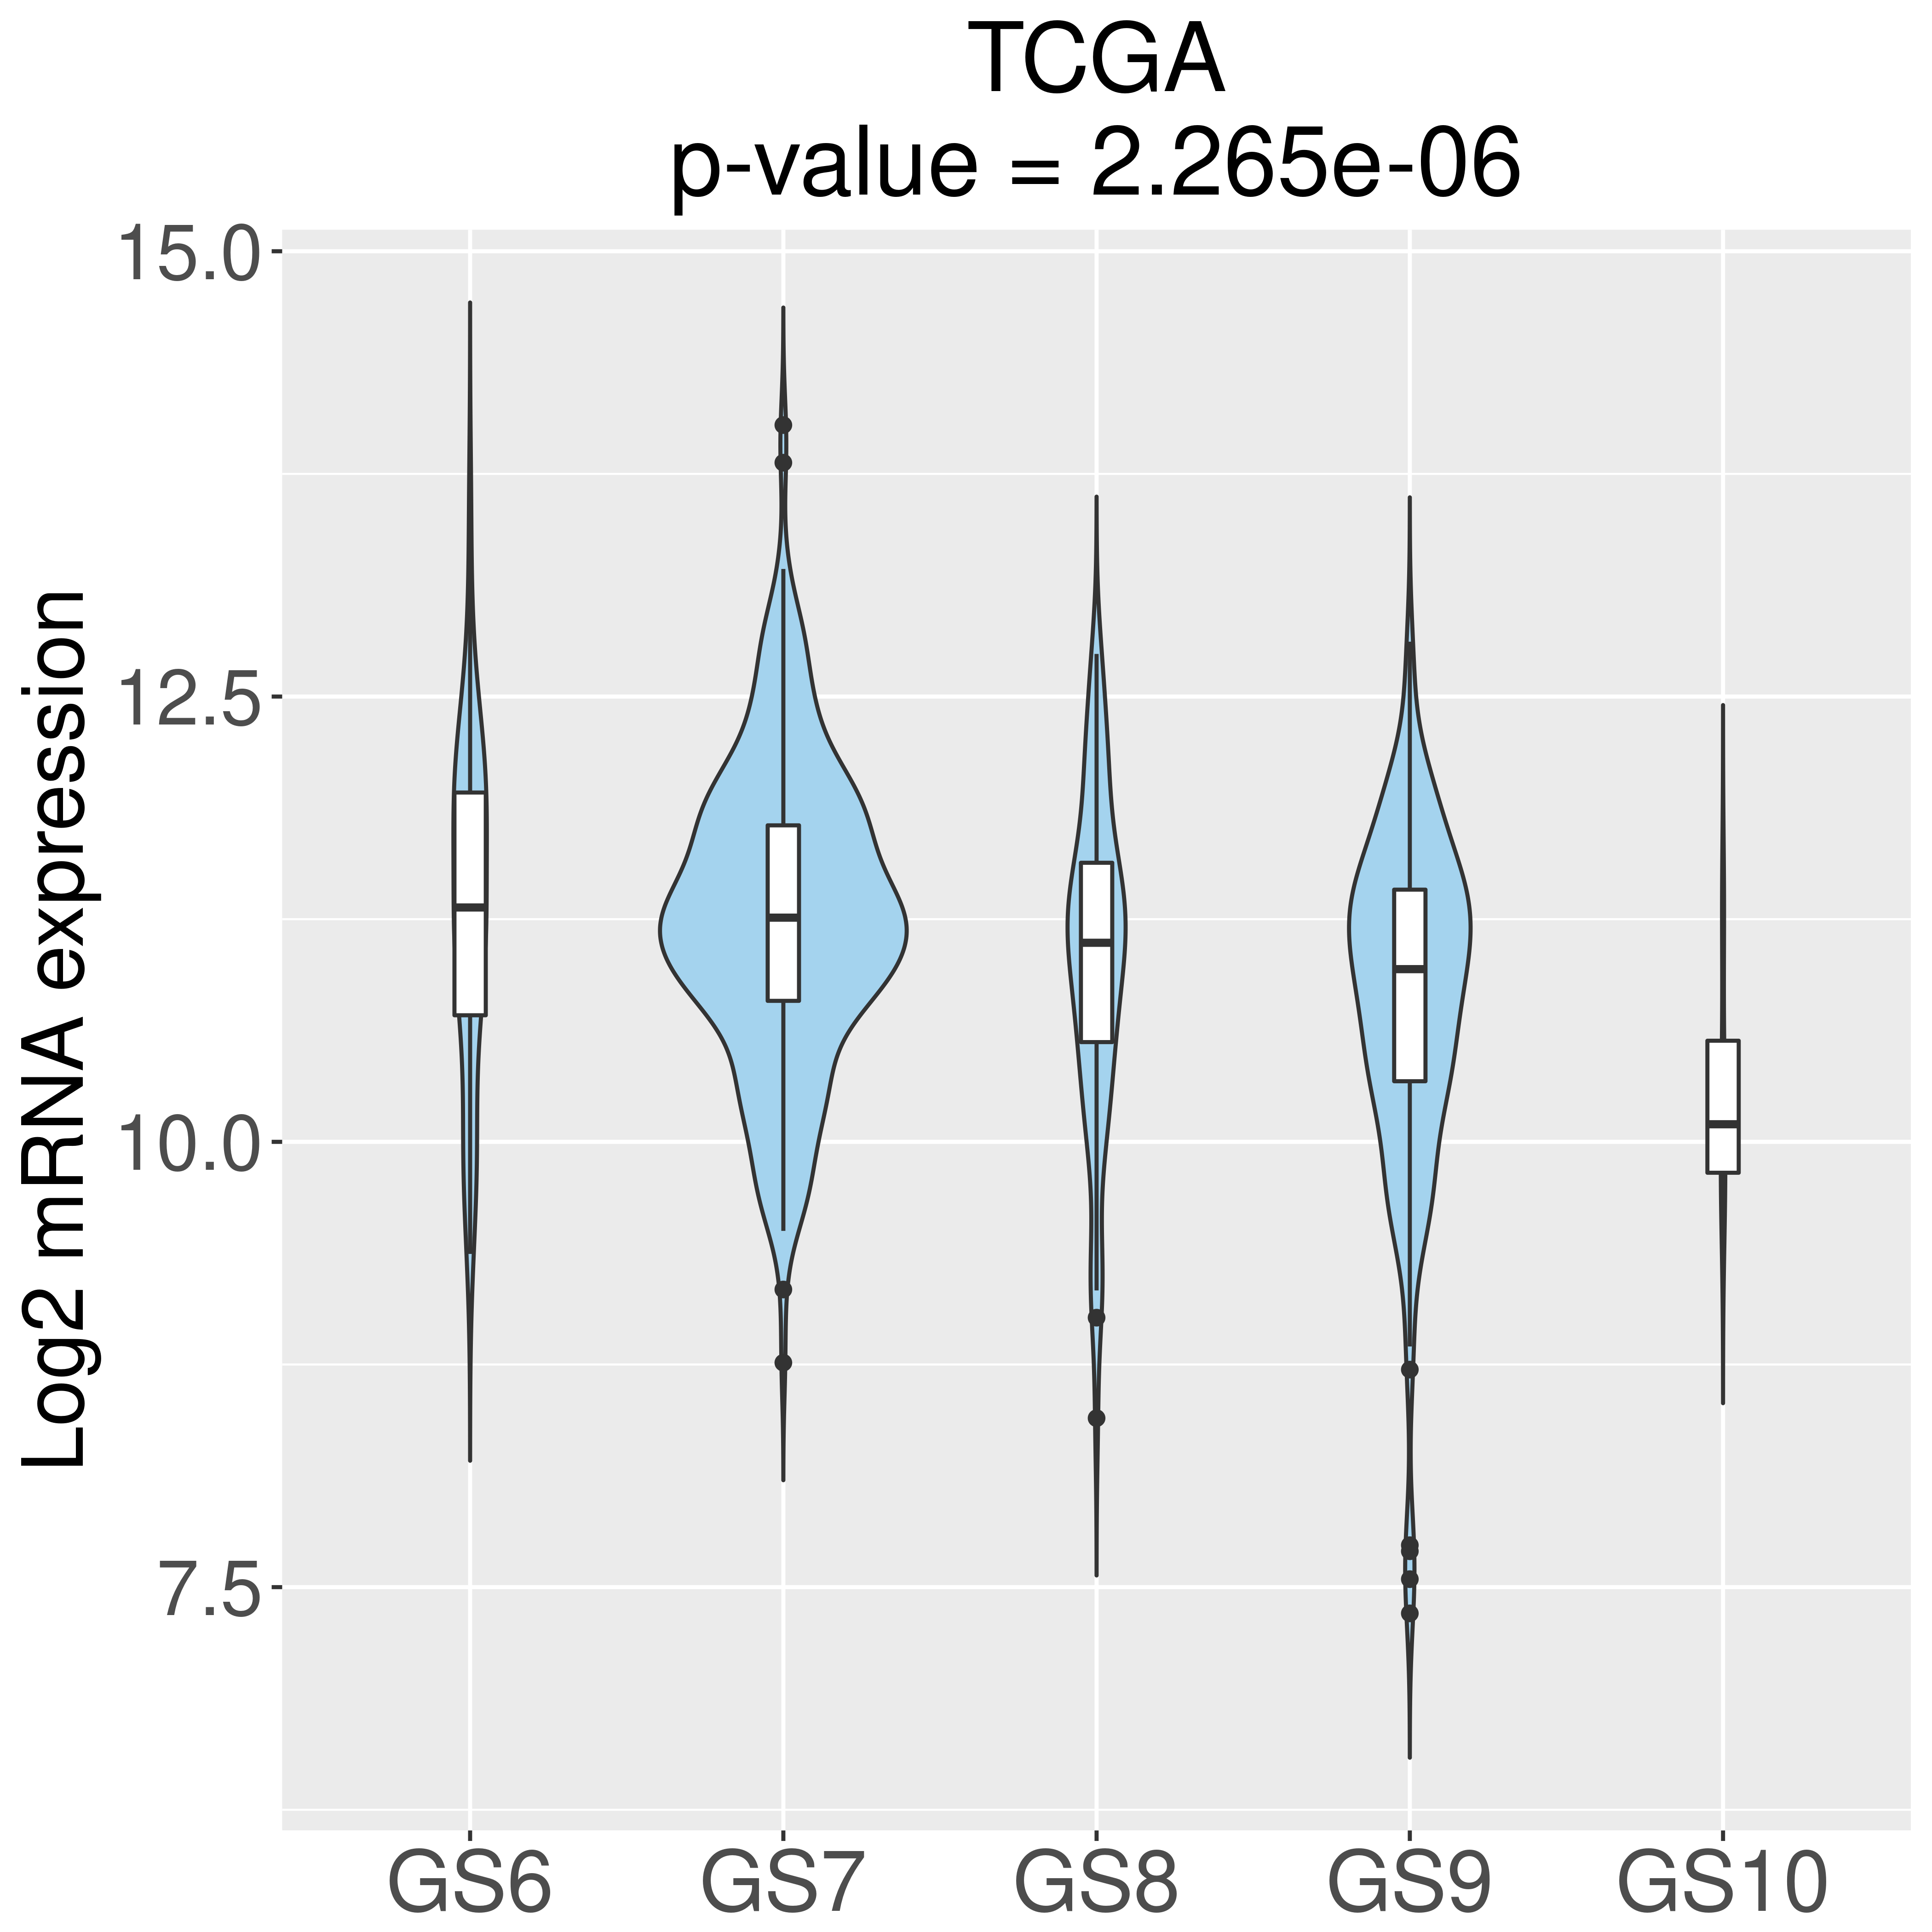 TCGA
p-value = 2.265e-06
Log2 mRNA expression
15.0
12.5
10.0
7.5
GS6 GS7 GS8 GS9 GS10